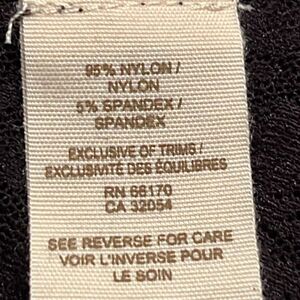 95% NYLON /
NYLON
5% SPANDEX /
SPANDEX
EXCLUSIVE OF TRIMS /
EXCLUSIVITÉ DES ÉQUILIBRES
RN 66170
CA 32054
SEE REVERSE FOR CARE
VOIR L'INVERSE POUR
LE SOIN